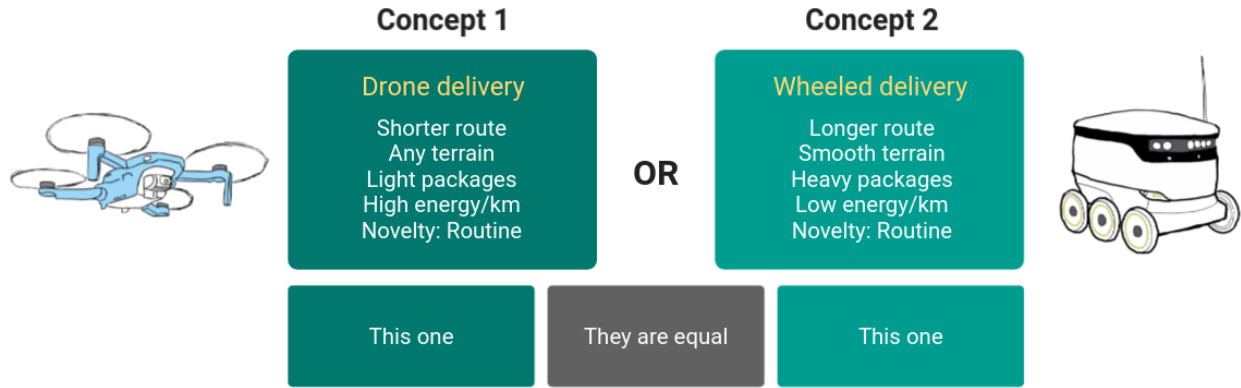 Concept 1
Concept 2
Drone delivery
Shorter route
Any terrain
Light packages
High energy/km
Novelty: Routine
OR
Wheeled delivery
Longer route
Smooth terrain
Heavy packages
Low energy/km
Novelty: Routine
This one
They are equal
This one